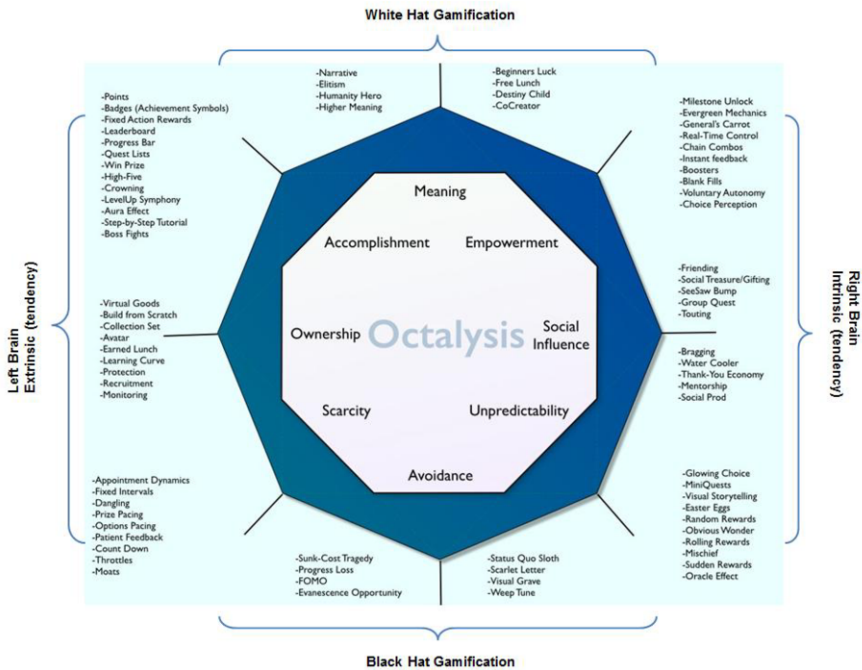 White Hat Gamification
-Narrative
-Elitism
-Humanity Hero
-Higher Meaning
-Beginners Luck
-Free Lunch
-Destiny Child
-CoCreator
-Points
-Badges (Achievement Symbols)
-Fixed Action Rewards
-Leaderboard
-Progress Bar
-Quest Lists
-Win Prize
-High-Five
-Crowning
-LevelUp Symphony
-Aura Effect
-Step-by-Step Tutorial
-Boss Fights
-Milestone Unlock
-Evergreen Mechanics
-General's Carrot
-Real-Time Control
-Chain Combos
-Instant feedback
-Boosters
-Blank Fills
-Voluntary Autonomy
-Choice Perception
Left Brain
Extrinsic (tendency)
-Virtual Goods
-Build from Scratch
-Collection Set
-Avatar
-Earned Lunch
-Learning Curve
-Protection
-Recruitment
-Monitoring
Meaning
Accomplishment
Empowerment
Ownership
Octalysis
Social
Influence
Scarcity
Unpredictability
Avoidance
-Friending
-Social Treasure/Gifting
-SeeSaw Bump
-Group Quest
-Touting
-Bragging
-Water Cooler
-Thank-You Economy
-Mentorship
-Social Prod
Right Brain
Intrinsic (tendency)
-Appointment Dynamics
-Fixed Intervals
-Dangling
-Prize Pacing
-Options Pacing
-Patient Feedback
-Count Down
-Throttles
-Moats
-Sunk-Cost Tragedy
-Progress Loss
-FOMO
-Evanescence Opportunity
-Status Quo Sloth
-Scarlet Letter
-Visual Grave
-Weep Tune
-Glowing Choice
-MiniQuests
-Visual Storytelling
-Easter Eggs
-Random Rewards
-Obvious Wonder
-Rolling Rewards
-Mischief
-Sudden Rewards
-Oracle Effect
Black Hat Gamification